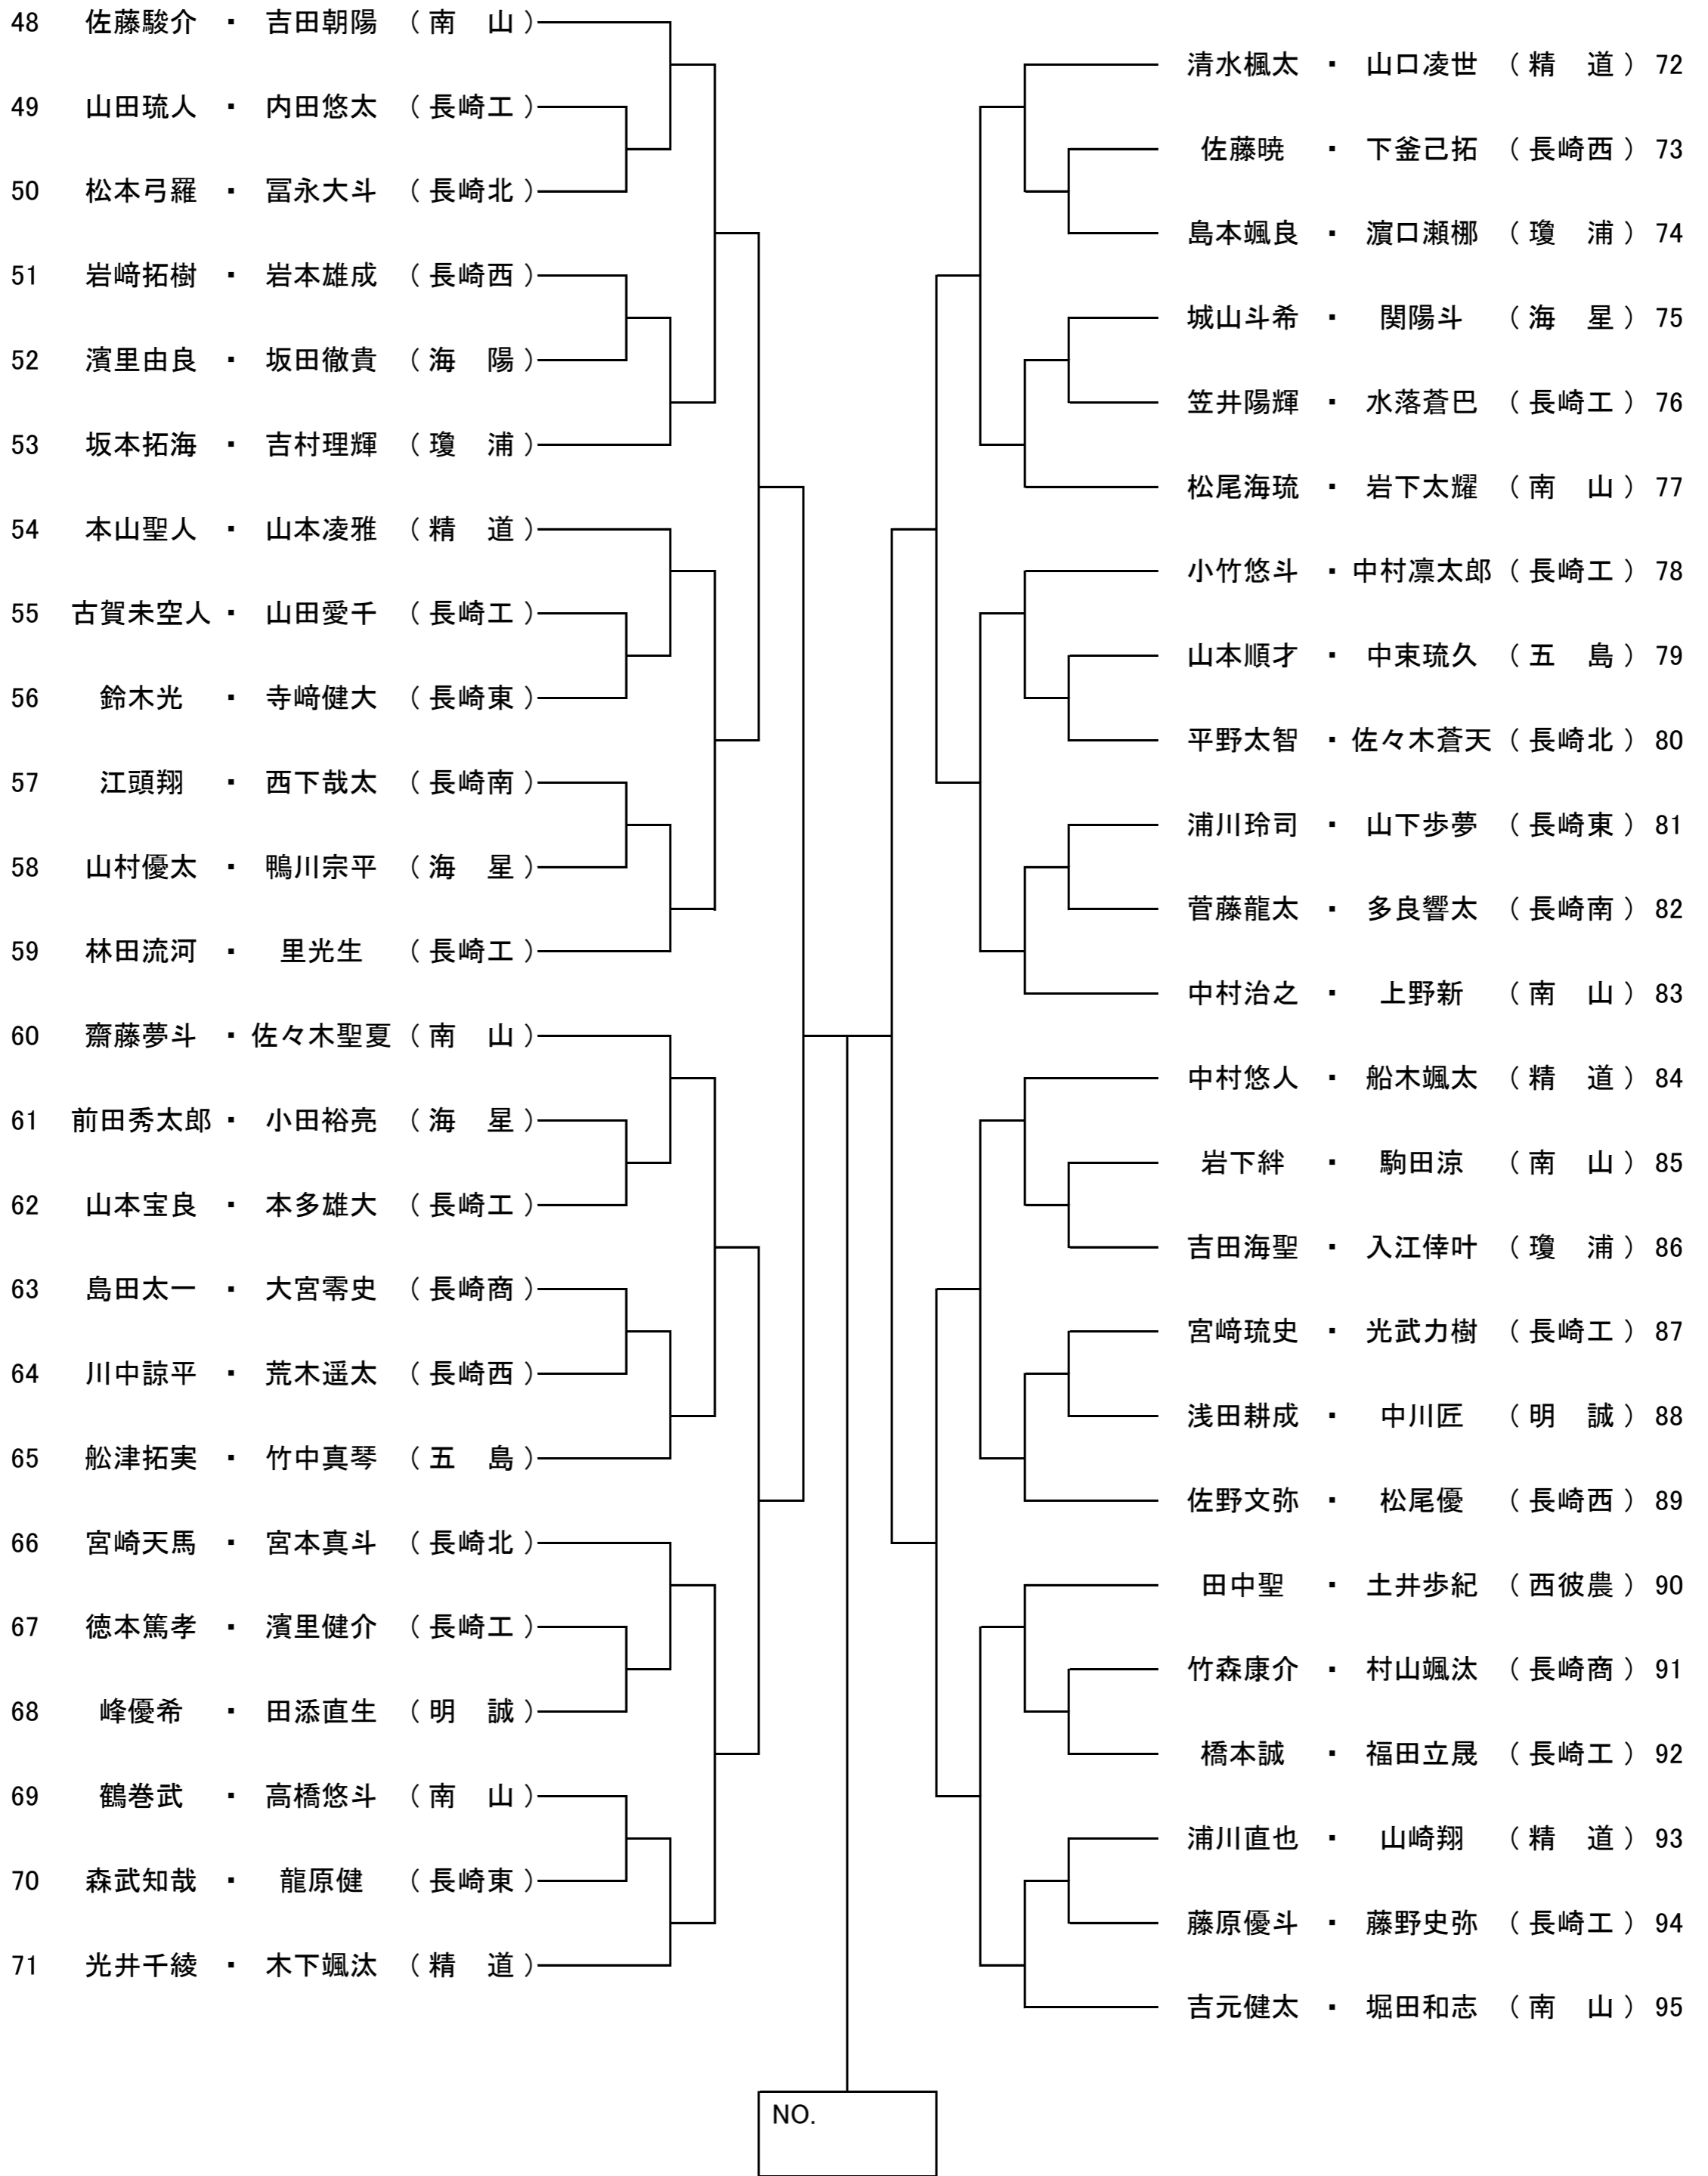 48 佐藤駿介 ・ 吉田朝陽 （ 南　山 ）
49 山田琉人 ・ 内田悠太 （ 長崎工 ）
50 松本弓羅 ・ 冨永大斗 （ 長崎北 ）
51 岩﨑拓樹 ・ 岩本雄成 （ 長崎西 ）
52 濱里由良 ・ 坂田徹貴 （ 海　陽 ）
53 坂本拓海 ・ 吉村理輝 （ 瓊　浦 ）
54 本山聖人 ・ 山本凌雅 （ 精　道 ）
55 古賀未空人 ・ 山田愛千 （ 長崎工 ）
56 鈴木光 ・ 寺﨑健大 （ 長崎東 ）
57 江頭翔 ・ 西下哉太 （ 長崎南 ）
58 山村優太 ・ 鴨川宗平 （ 海　星 ）
59 林田流河 ・ 里光生 （ 長崎工 ）
60 齋藤夢斗 ・ 佐々木聖夏 （ 南　山 ）
61 前田秀太郎 ・ 小田裕亮 （ 海　星 ）
62 山本宝良 ・ 本多雄大 （ 長崎工 ）
63 島田太一 ・ 大宮零史 （ 長崎商 ）
64 川中諒平 ・ 荒木遥太 （ 長崎西 ）
65 舩津拓実 ・ 竹中真琴 （ 五　島 ）
66 宮崎天馬 ・ 宮本真斗 （ 長崎北 ）
67 徳本篤孝 ・ 濱里健介 （ 長崎工 ）
68 峰優希 ・ 田添直生 （ 明　誠 ）
69 鶴巻武 ・ 高橋悠斗 （ 南　山 ）
70 森武知哉 ・ 龍原健 （ 長崎東 ）
71 光井千綾 ・ 木下颯汰 （ 精　道 ）
清水楓太 ・ 山口凌世 （ 精　道 ） 72
佐藤暁 ・ 下釜己拓 （ 長崎西 ） 73
島本颯良 ・ 濵口瀬梛 （ 瓊　浦 ） 74
城山斗希 ・ 関陽斗 （ 海　星 ） 75
笠井陽輝 ・ 水落蒼巴 （ 長崎工 ） 76
松尾海琉 ・ 岩下太耀 （ 南　山 ） 77
小竹悠斗 ・ 中村凛太郎 （ 長崎工 ） 78
山本順才 ・ 中束琉久 （ 五　島 ） 79
平野太智 ・ 佐々木蒼天 （ 長崎北 ） 80
浦川玲司 ・ 山下歩夢 （ 長崎東 ） 81
菅藤龍太 ・ 多良響太 （ 長崎南 ） 82
中村治之 ・ 上野新 （ 南　山 ） 83
中村悠人 ・ 船木颯太 （ 精　道 ） 84
岩下絆 ・ 駒田涼 （ 南　山 ） 85
吉田海聖 ・ 入江倖叶 （ 瓊　浦 ） 86
宮﨑琉史 ・ 光武力樹 （ 長崎工 ） 87
浅田耕成 ・ 中川匠 （ 明　誠 ） 88
佐野文弥 ・ 松尾優 （ 長崎西 ） 89
田中聖 ・ 土井歩紀 （ 西彼農 ） 90
竹森康介 ・ 村山颯汰 （ 長崎商 ） 91
橋本誠 ・ 福田立晟 （ 長崎工 ） 92
浦川直也 ・ 山崎翔 （ 精　道 ） 93
藤原優斗 ・ 藤野史弥 （ 長崎工 ） 94
吉元健太 ・ 堀田和志 （ 南　山 ） 95
NO.